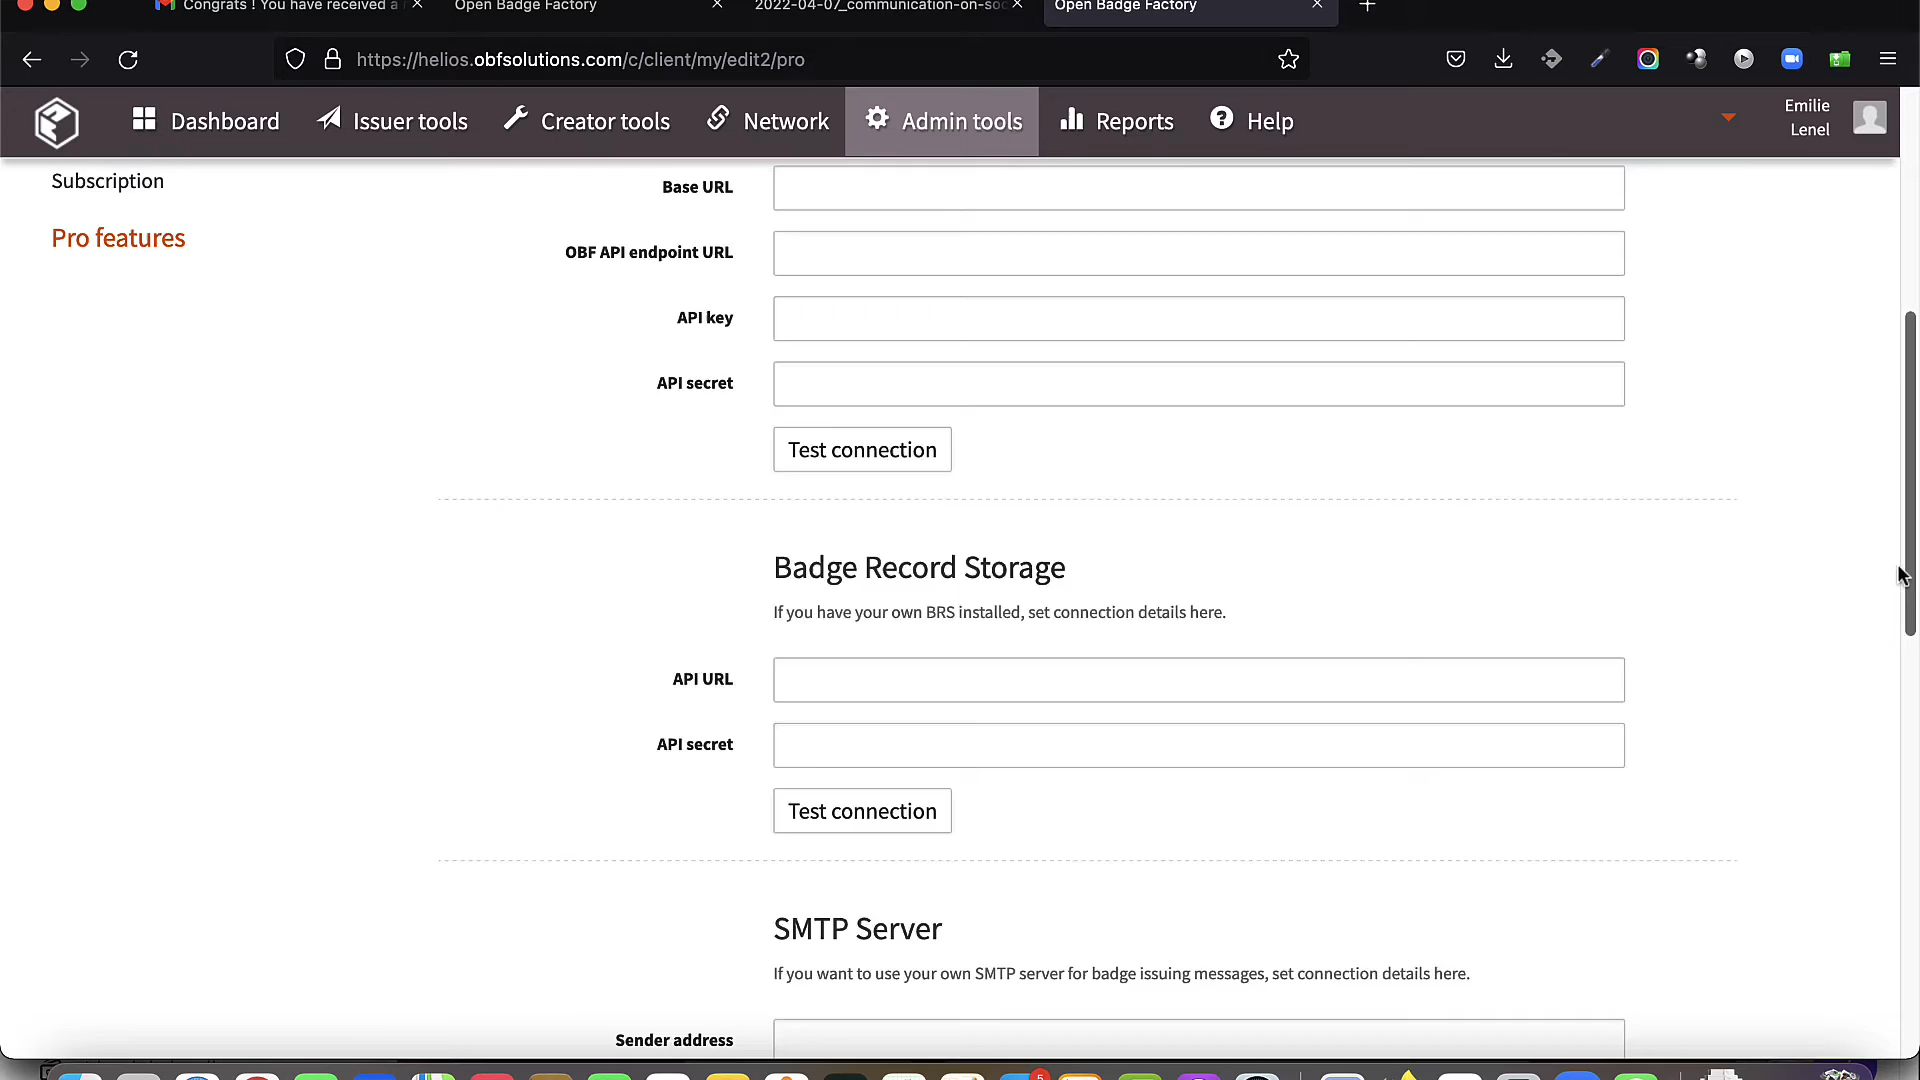 Congrats ! You have received a
Open Badge Factory
2022-04-07_communication-on-soc
Open Badge Factory
https://helios.obfsolutions.com/c/client/my/edit2/pro
Dashboard
Issuer tools
Creator tools
Network
Admin tools
Reports
Help
Emilie
Lenel
Subscription
Pro features
Base URL
OBF API endpoint URL
API key
API secret
Test connection
Badge Record Storage
If you have your own BRS installed, set connection details here.
API URL
API secret
Test connection
SMTP Server
If you want to use your own SMTP server for badge issuing messages, set connection details here.
Sender address
5